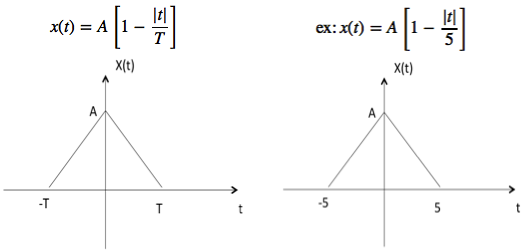 x(t) = A [1 − |t|/T]
X(t)
A
-T
T
t
ex: x(t) = A [1 − |t|/5]
X(t)
A
-5
5
t